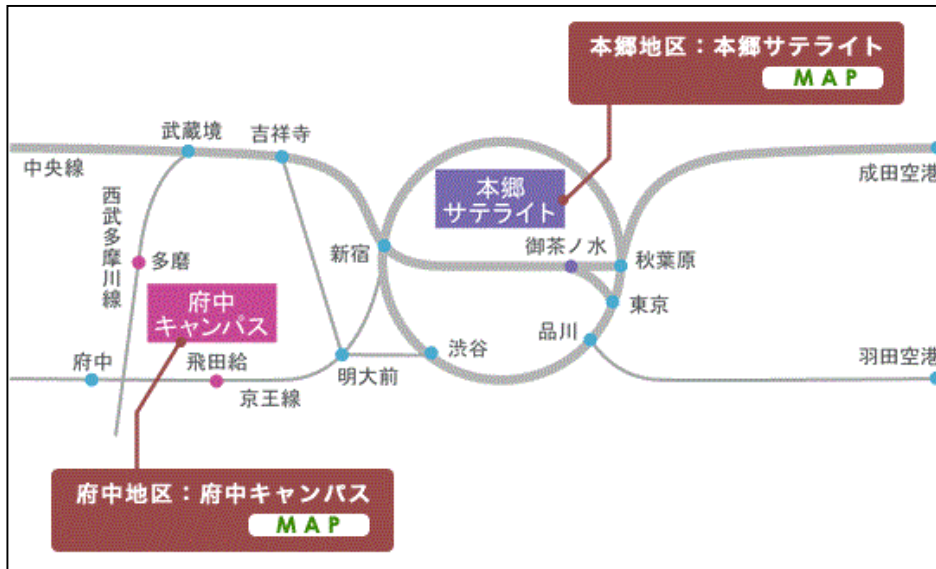 本郷地区：本郷サテライト
MAP
武蔵境
吉祥寺
中央線
成田空港
本郷
サテライト
西武多摩川線
新宿
御茶ノ水
秋葉原
多磨
府中
キャンパス
東京
品川
渋谷
府中
飛田給
明大前
羽田空港
京王線
府中地区：府中キャンパス
MAP